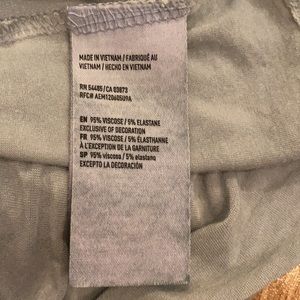 MADE IN VIETNAM / FABRIQUÉ AU
VIETNAM / HECHO EN VIETNAM
RN 54485 / CA 03873
RFC# AEM1206051J9A
EN 95% VISCOSE / 5% ELASTANE
EXCLUSIVE OF DECORATION
FR 95% VISCOSE / 5% ÉLASTHANNE
À L'EXCEPTION DE LA GARNITURE
SP 95% viscosa / 5% elastano
EXCEPTO LA DECORACIÓN